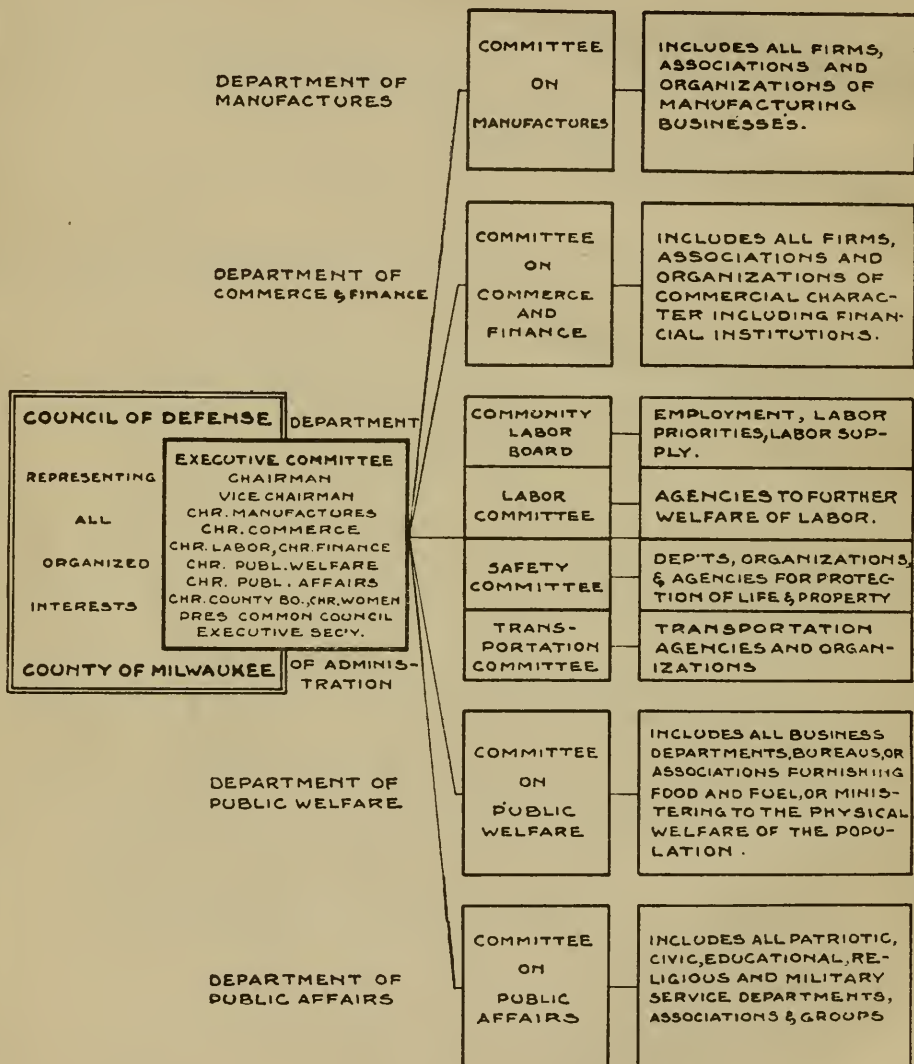 DEPARTMENT OF
MANUFACTURES
COMMITTEE
ON
MANUFACTURES
INCLUDES ALL FIRMS,
ASSOCIATIONS AND
ORGANIZATIONS OF
MANUFACTURING
BUSINESSE'S.
DEPARTMENT OF
COMMERCE & FINANCE
COMMITTEE
ON
COMMERCE
AND
FINANCE
INCLUDES ALL FIRMS,
ASSOCIATIONS AND
ORGANIZATIONS OF
COMMERCIAL CHARAC-
TER INCLUDING FINAN-
CIAL INSTITUTIONS.
COUNCIL OF DEFENSE
REPRESENTING
ALL
ORGANIZED
INTERESTS
COUNTY OF MILWAUKEE
DEPARTMENT
EXECUTIVE COMMITTEE
CHAIRMAN
VICE CHAIRMAN
CHR. MANUFACTURES
CHR. COMMERCE
CHR. LABOR, CHR. FINANCE
CHR. PUBL. WELFARE
CHR. PUBL. AFFAIRS
CHR. COUNTY BO., CHR. WOMEN
PRES COMMON COUNCIL
EXECUTIVE SEC'Y.
OF ADMINIS-
TRATION
COMMUNITY
LABOR
BOARD
EMPLOYMENT, LABOR
PRIORITIES, LABOR SUP-
PLY.
LABOR
COMMITTEE
AGENCIES TO FURTHER
WELFARE OF LABOR.
SAFETY
COMMITTEE
DEP'TS, ORGANIZATIONS,
& AGENCIES FOR PROTEC-
TION OF LIFE & PROPERTY
TRANS-
PORTATION
COMMITTEE
TRANSPORTATION
AGENCIES AND ORGAN-
IZATIONS
DEPARTMENT OF
PUBLIC WELFARE
COMMITTEE
ON
PUBLIC
WELFARE
INCLUDES ALL BUSINESS
DEPARTMENTS, BUREAUS, OR
ASSOCIATIONS FURNISHING
FOOD AND FUEL, OR MINIS-
TERING TO THE PHYSICAL
WELFARE OF THE POPU-
LATION.
DEPARTMENT OF
PUBLIC AFFAIRS
COMMITTEE
ON
PUBLIC
AFFAIRS
INCLUDES ALL PATRIOTIC,
CIVIC, EDUCATIONAL, RE-
LIGIOUS AND MILITARY
SERVICE DEPARTMENTS,
ASSOCIATIONS & GROUPS